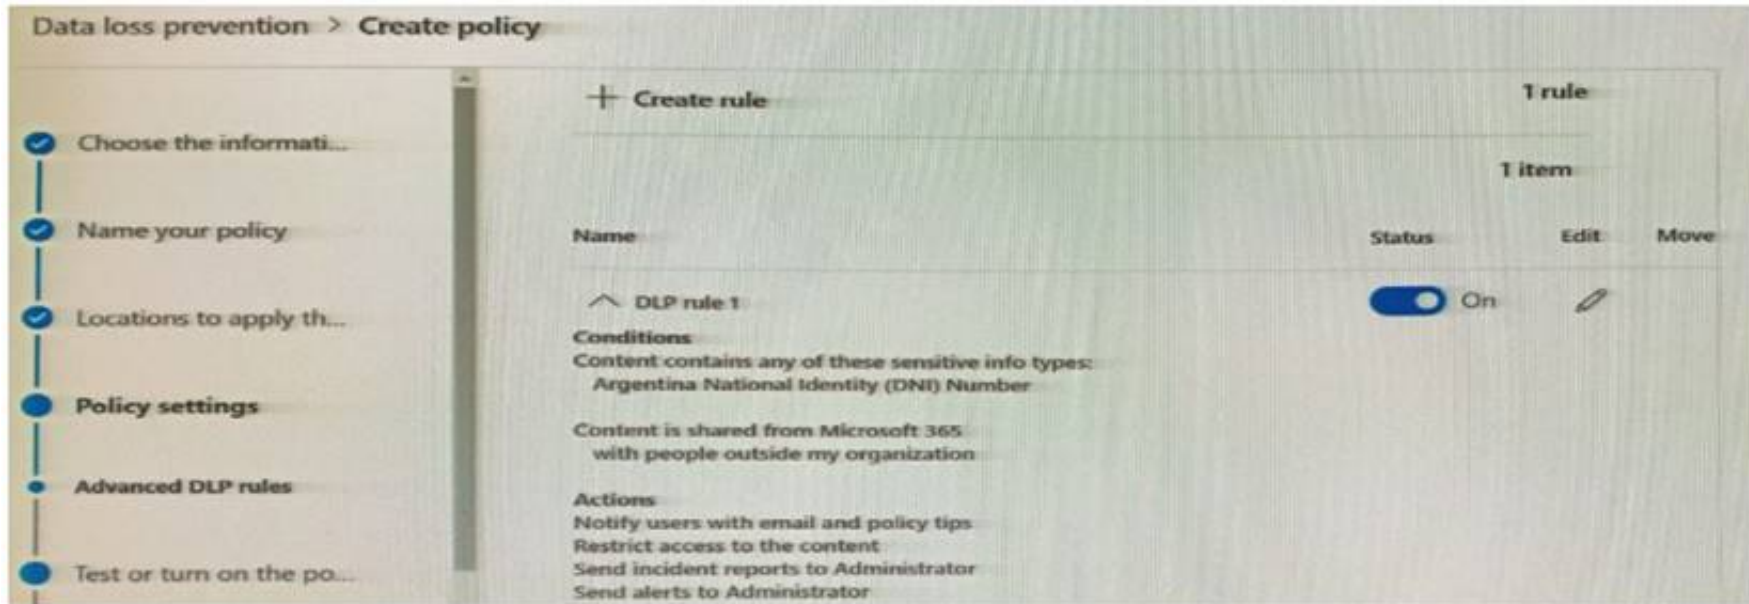 Data loss prevention > Create policy
Choose the informati...
Name your policy
Locations to apply th...
Policy settings
Advanced DLP rules
Test or turn on the po...
+ Create rule
1 rule
1 item
Name Status Edit Move
DLP rule 1 On
Conditions
Content contains any of these sensitive info types:
Argentina National Identity (DNI) Number
Content is shared from Microsoft 365
with people outside my organization
Actions
Notify users with email and policy tips
Restrict access to the content
Send incident reports to Administrator
Send alerts to Administrator